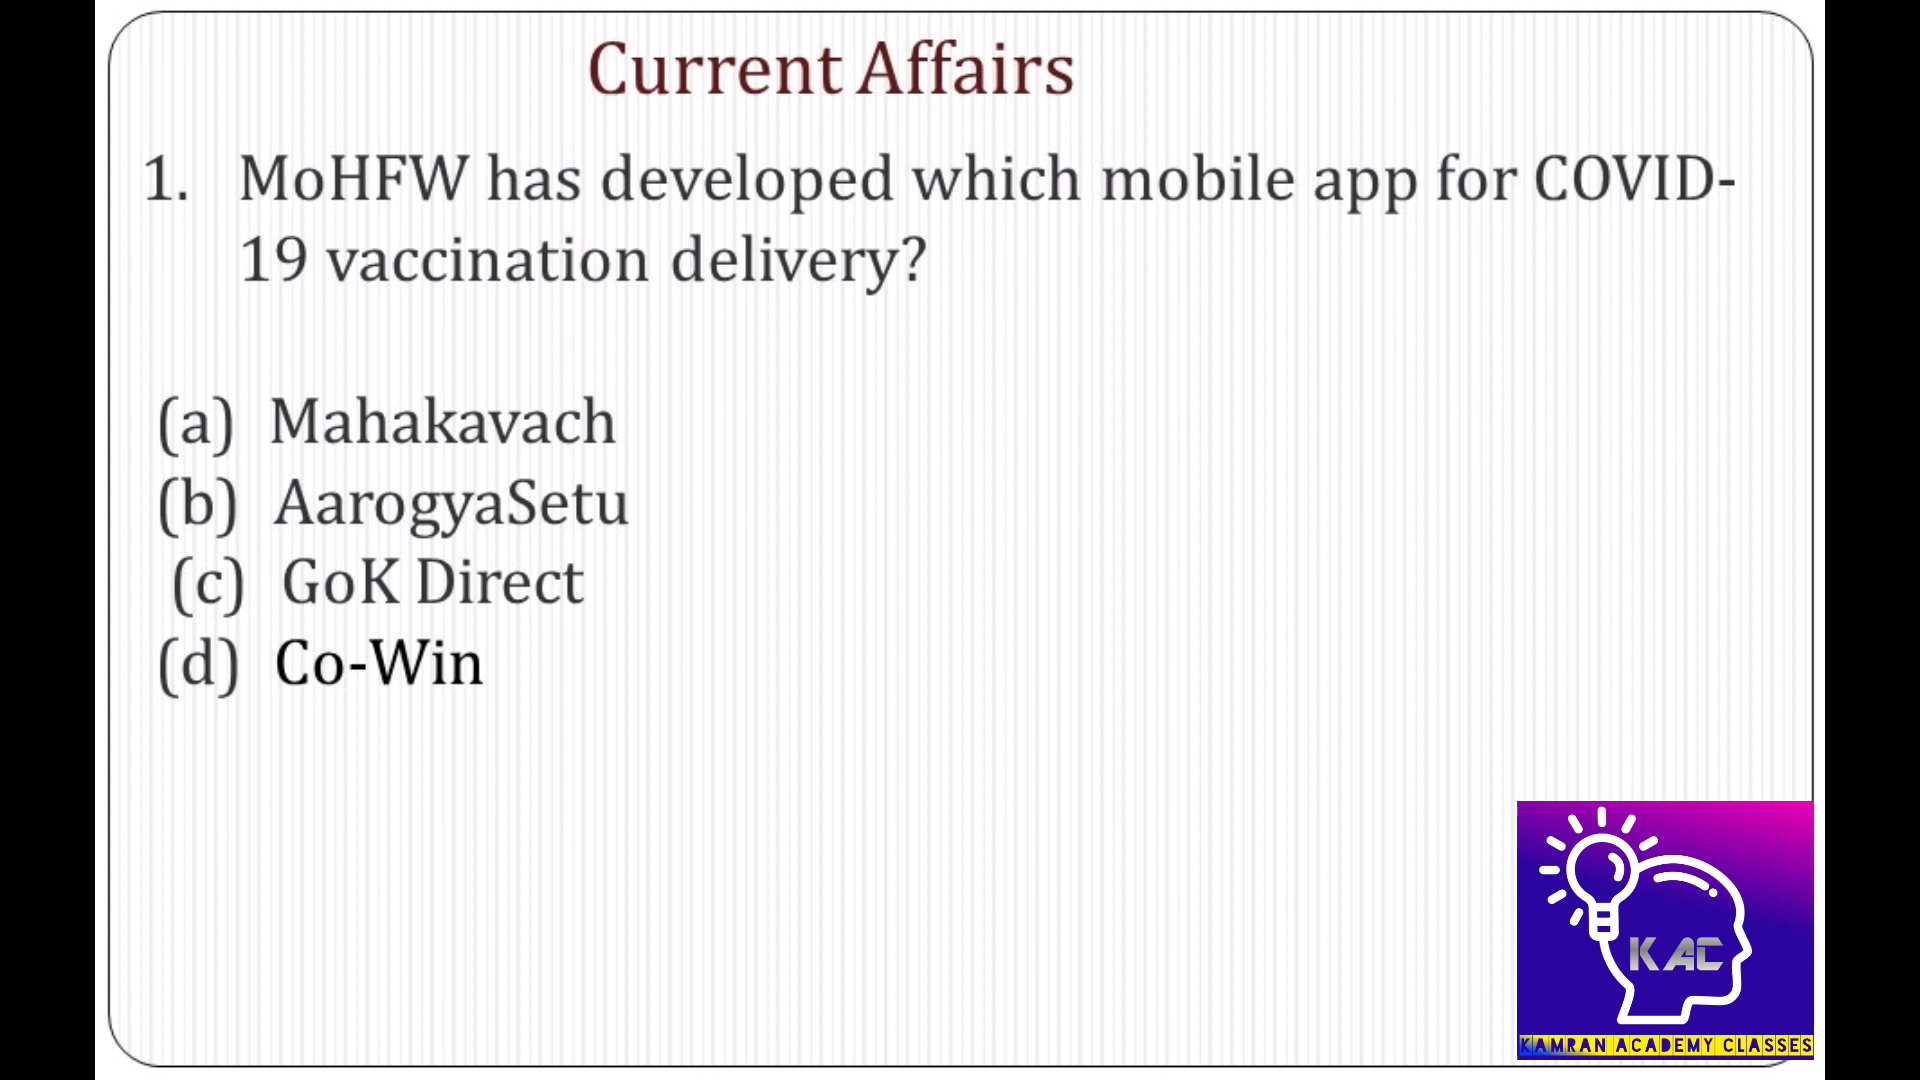 Current Affairs
1. MoHFW has developed which mobile app for COVID-
19 vaccination delivery?
(a) Mahakavach
(b) AarogyaSetu
(c) GoK Direct
(d) Co-Win
KAC
KAMRAN ACADEMY CLASSES